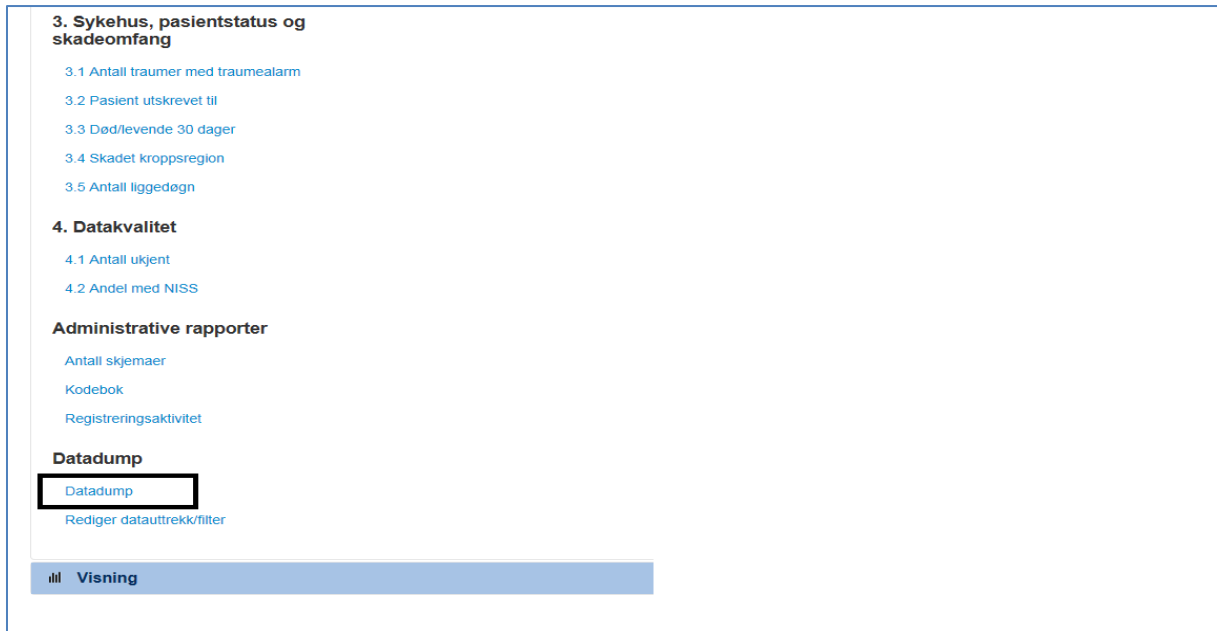 3. Sykehus, pasientstatus og
skadeomfang
3.1 Antall traumer med traumealarm
3.2 Pasient utskrevet til
3.3 Død/levende 30 dager
3.4 Skadet kroppsregion
3.5 Antall liggedøgn
4. Datakvalitet
4.1 Antall ukjent
4.2 Andel med NISS
Administrative rapporter
Antall skjemaer
Kodebok
Registreringsaktivitet
Datadump
Datadump
Rediger datauttrekk/filter
Visning